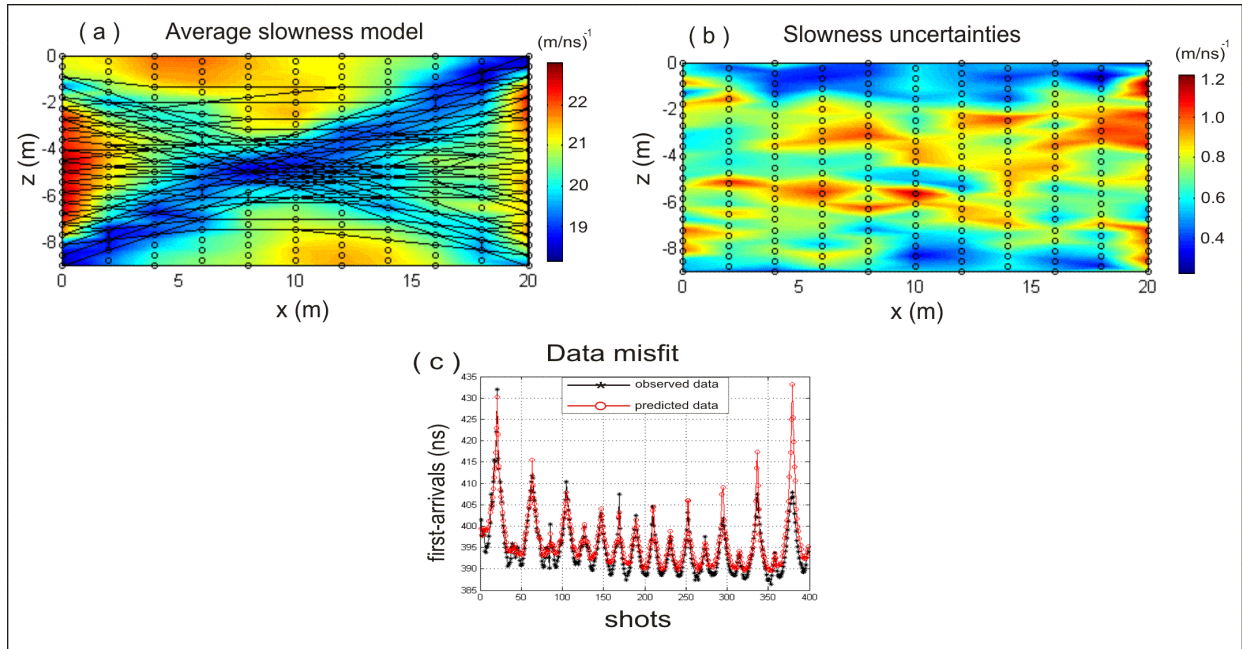 ( a ) Average slowness model
(m/ns)-1
0
-2
-4
-6
-8
z (m)
0 5 10 15 20
x (m)
22
21
20
19
( b ) Slowness uncertainties
(m/ns)-1
0
-2
-4
-6
-8
z (m)
0 5 10 15 20
x (m)
1.2
1.0
0.8
0.6
0.4
( c ) Data misfit
observed data
predicted data
435
430
425
420
415
410
405
400
395
390
385
first-arrivals (ns)
0 50 100 150 200 250 300 350 400
shots